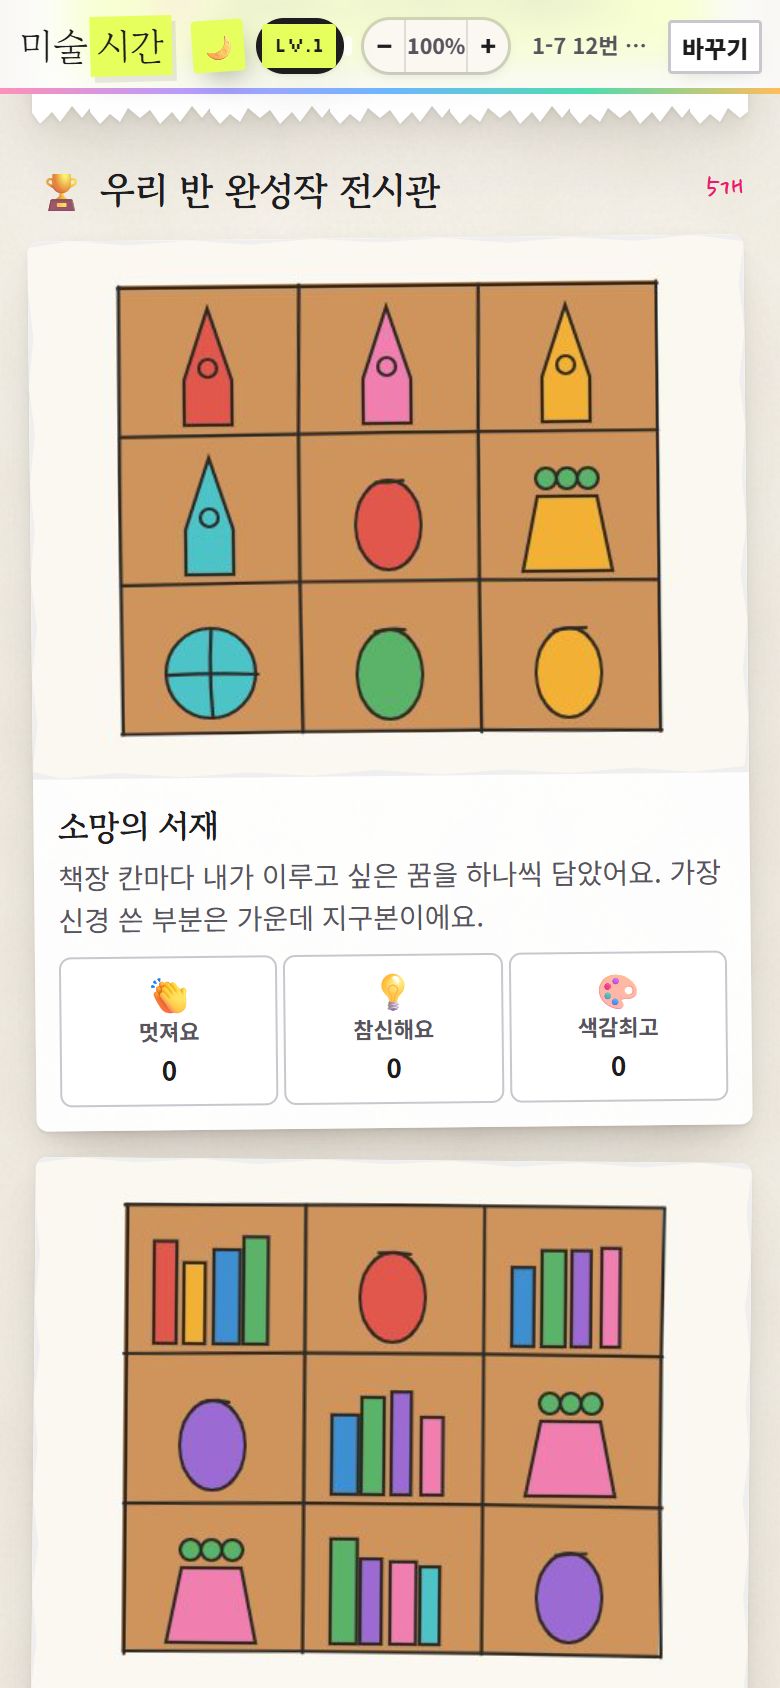 미술 시간
LV.1
− 100% +
1-7 12번 ⋯
바꾸기
우리 반 완성작 전시관
5개
소망의 서재
책장 칸마다 내가 이루고 싶은 꿈을 하나씩 담았어요. 가장
신경 쓴 부분은 가운데 지구본이에요.
멋져요
0
참신해요
0
색감최고
0